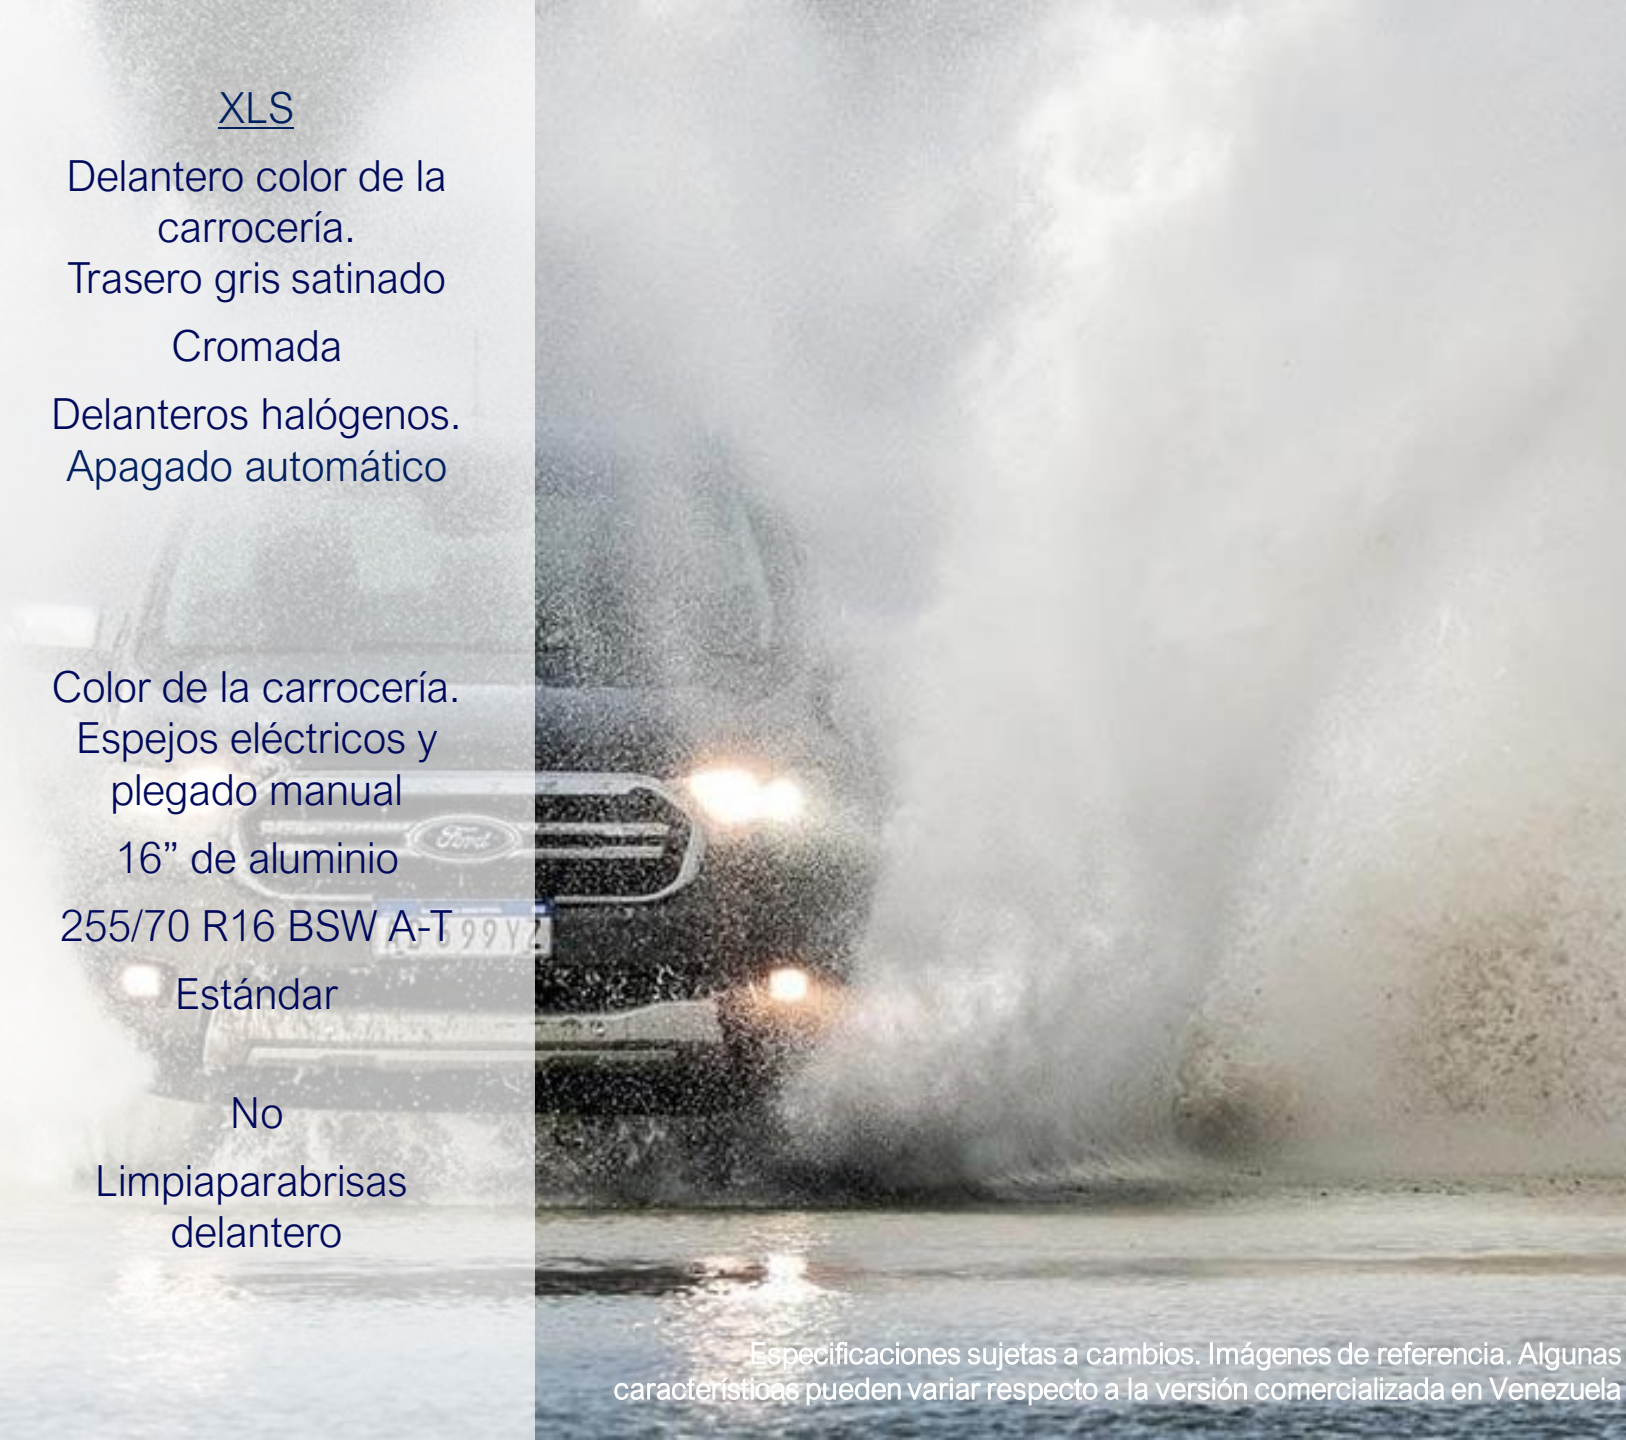 XLS
Delantero color de la
carrocería.
Trasero gris satinado
Cromada
Delanteros halógenos.
Apagado automático
Color de la carrocería.
Espejos eléctricos y
plegado manual
Ford
16” de aluminio
255/70 R16 BSW A-T
699YZ
Estándar
No
Limpiaparabrisas
delantero
Especificaciones sujetas a cambios. Imágenes de referencia. Algunas
características pueden variar respecto a la versión comercializada en Venezuela